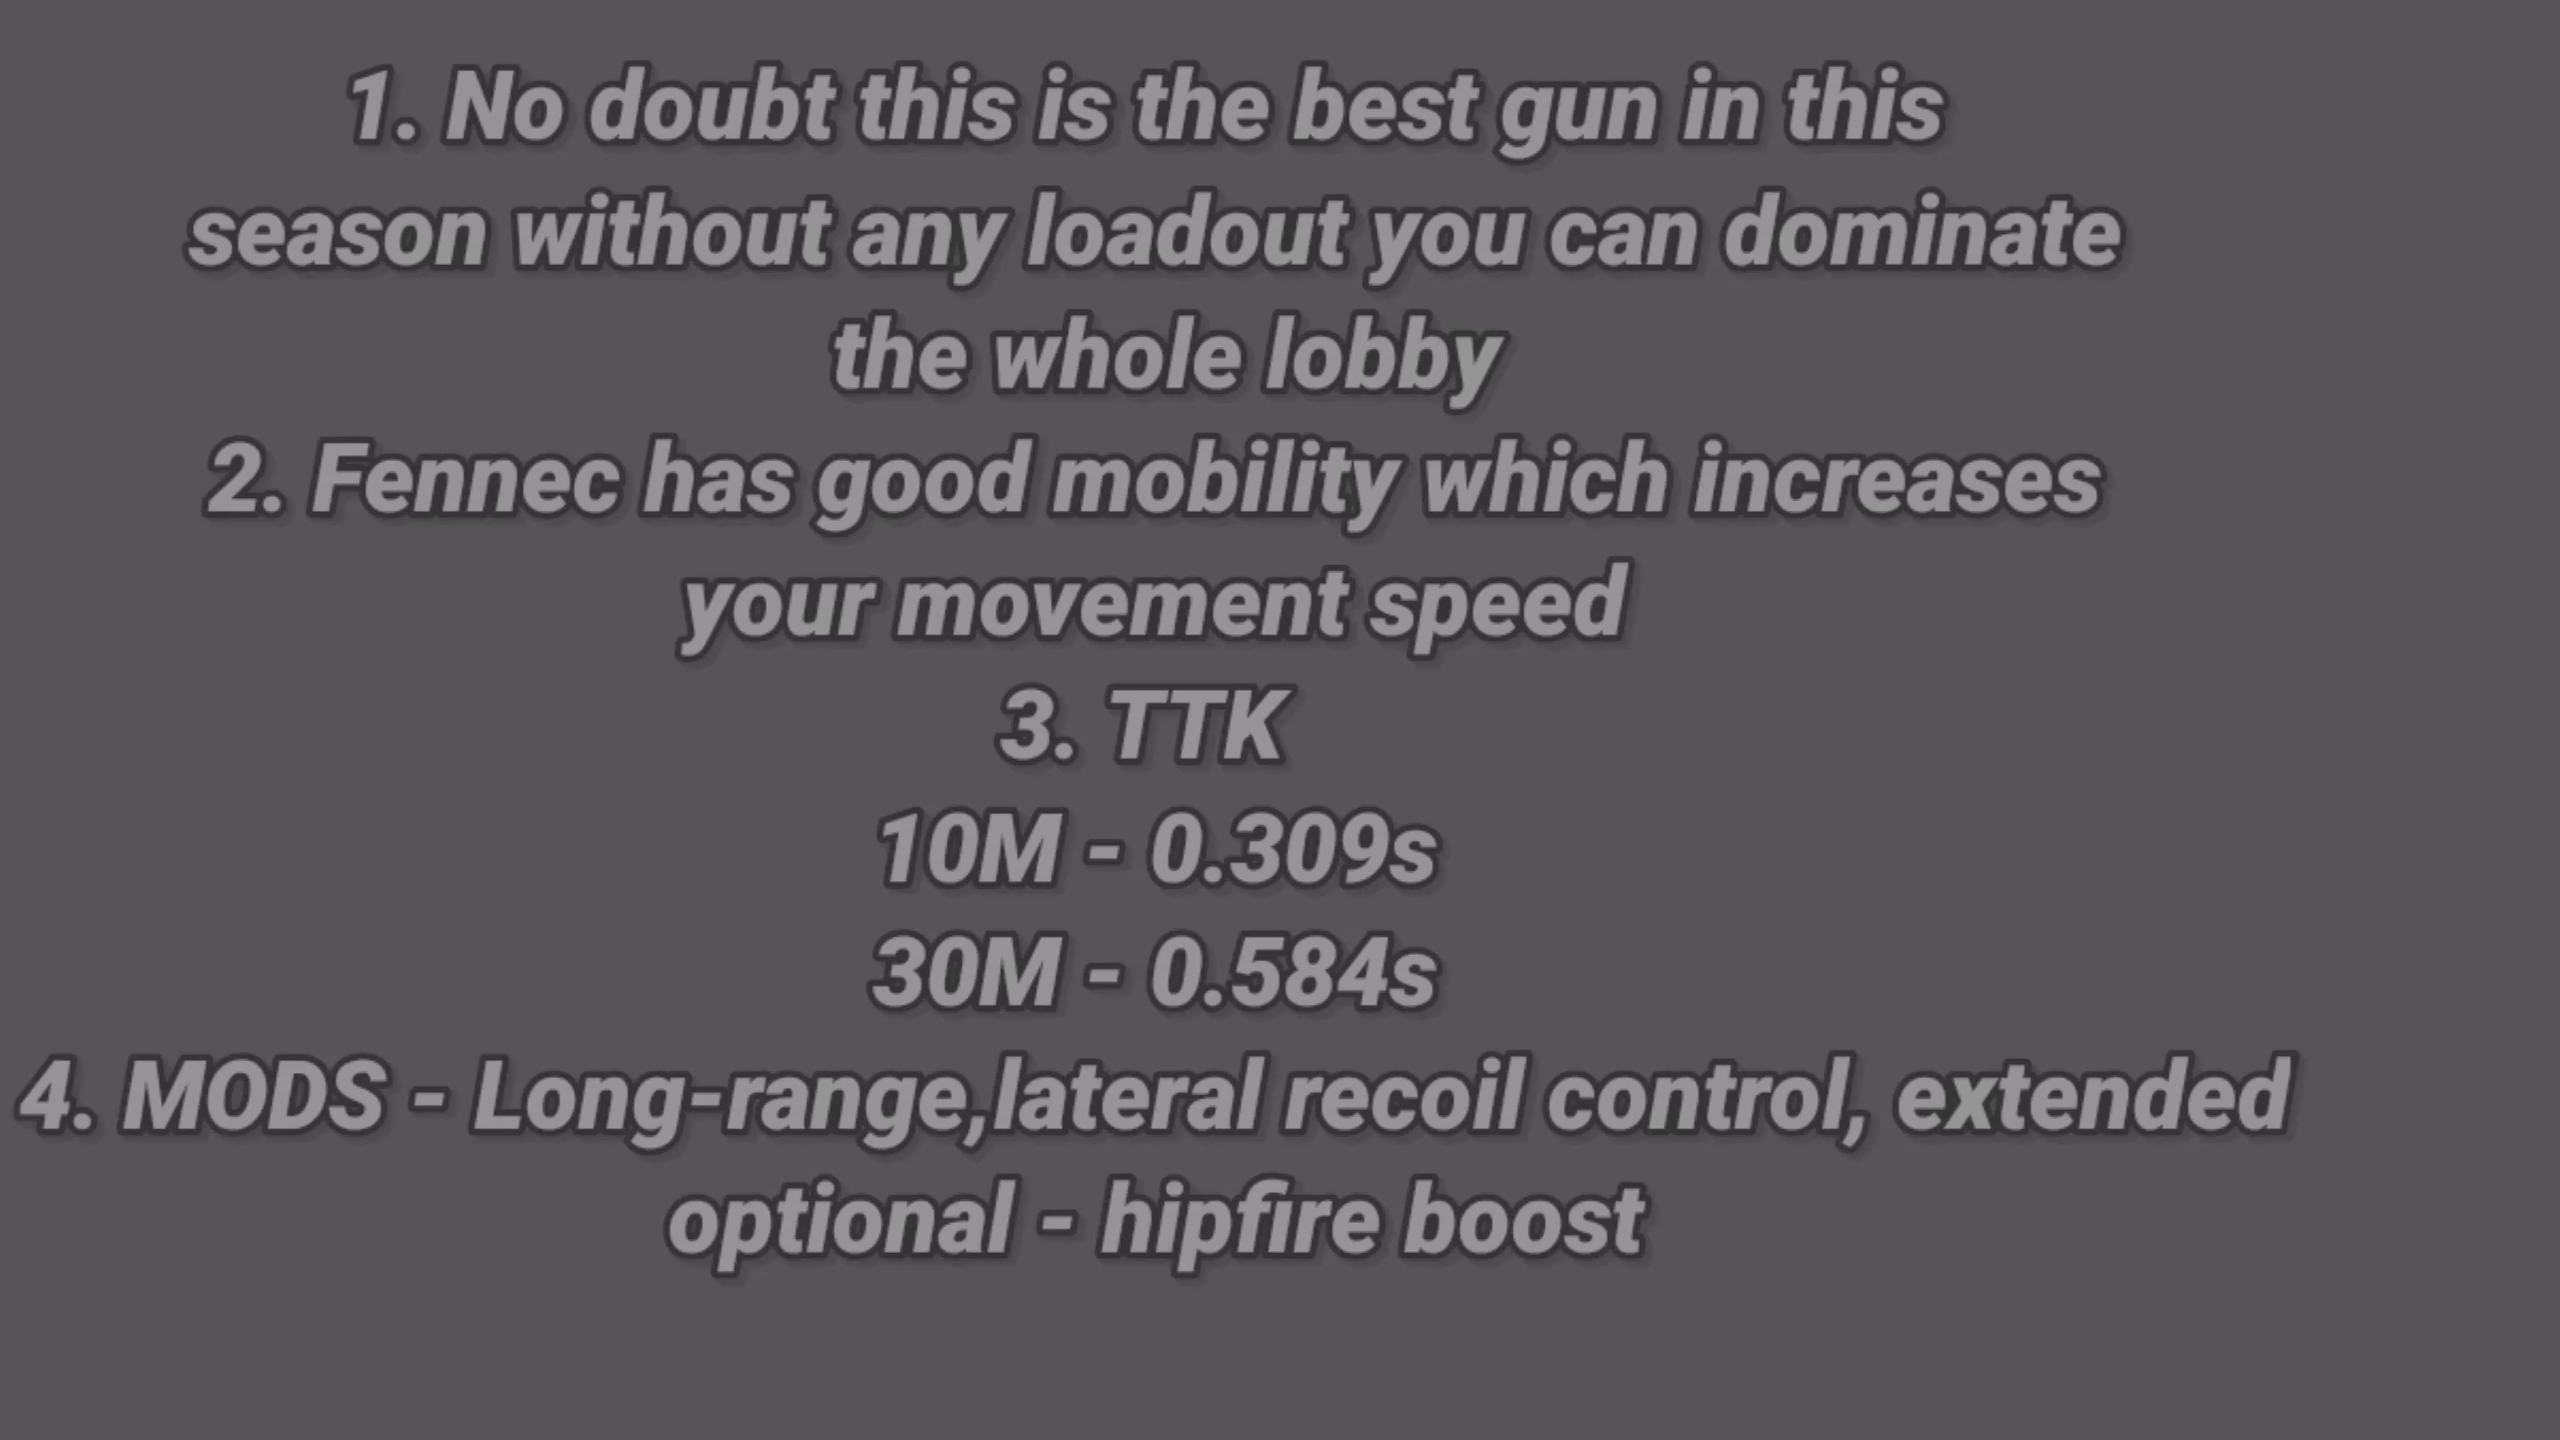 1. No doubt this is the best gun in this
season without any loadout you can dominate
the whole lobby
2. Fennec has good mobility which increases
your movement speed
3. TTK
10M - 0.309s
30M - 0.584s
4. MODS - Long-range,lateral recoil control, extended
optional - hipfire boost